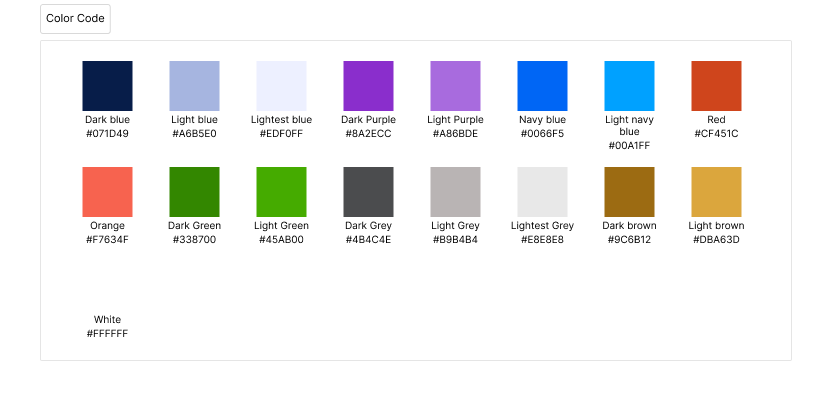 Color Code
Dark blue
#071D49
Light blue
#A6B5E0
Lightest blue
#EDF0FF
Dark Purple
#8A2ECC
Light Purple
#A86BDE
Navy blue
#0066F5
Light navy
blue
#00A1FF
Red
#CF451C
Orange
#F7634F
Dark Green
#338700
Light Green
#45AB00
Dark Grey
#4B4C4E
Light Grey
#B9B4B4
Lightest Grey
#E8E8E8
Dark brown
#9C6B12
Light brown
#DBA63D
White
#FFFFFF